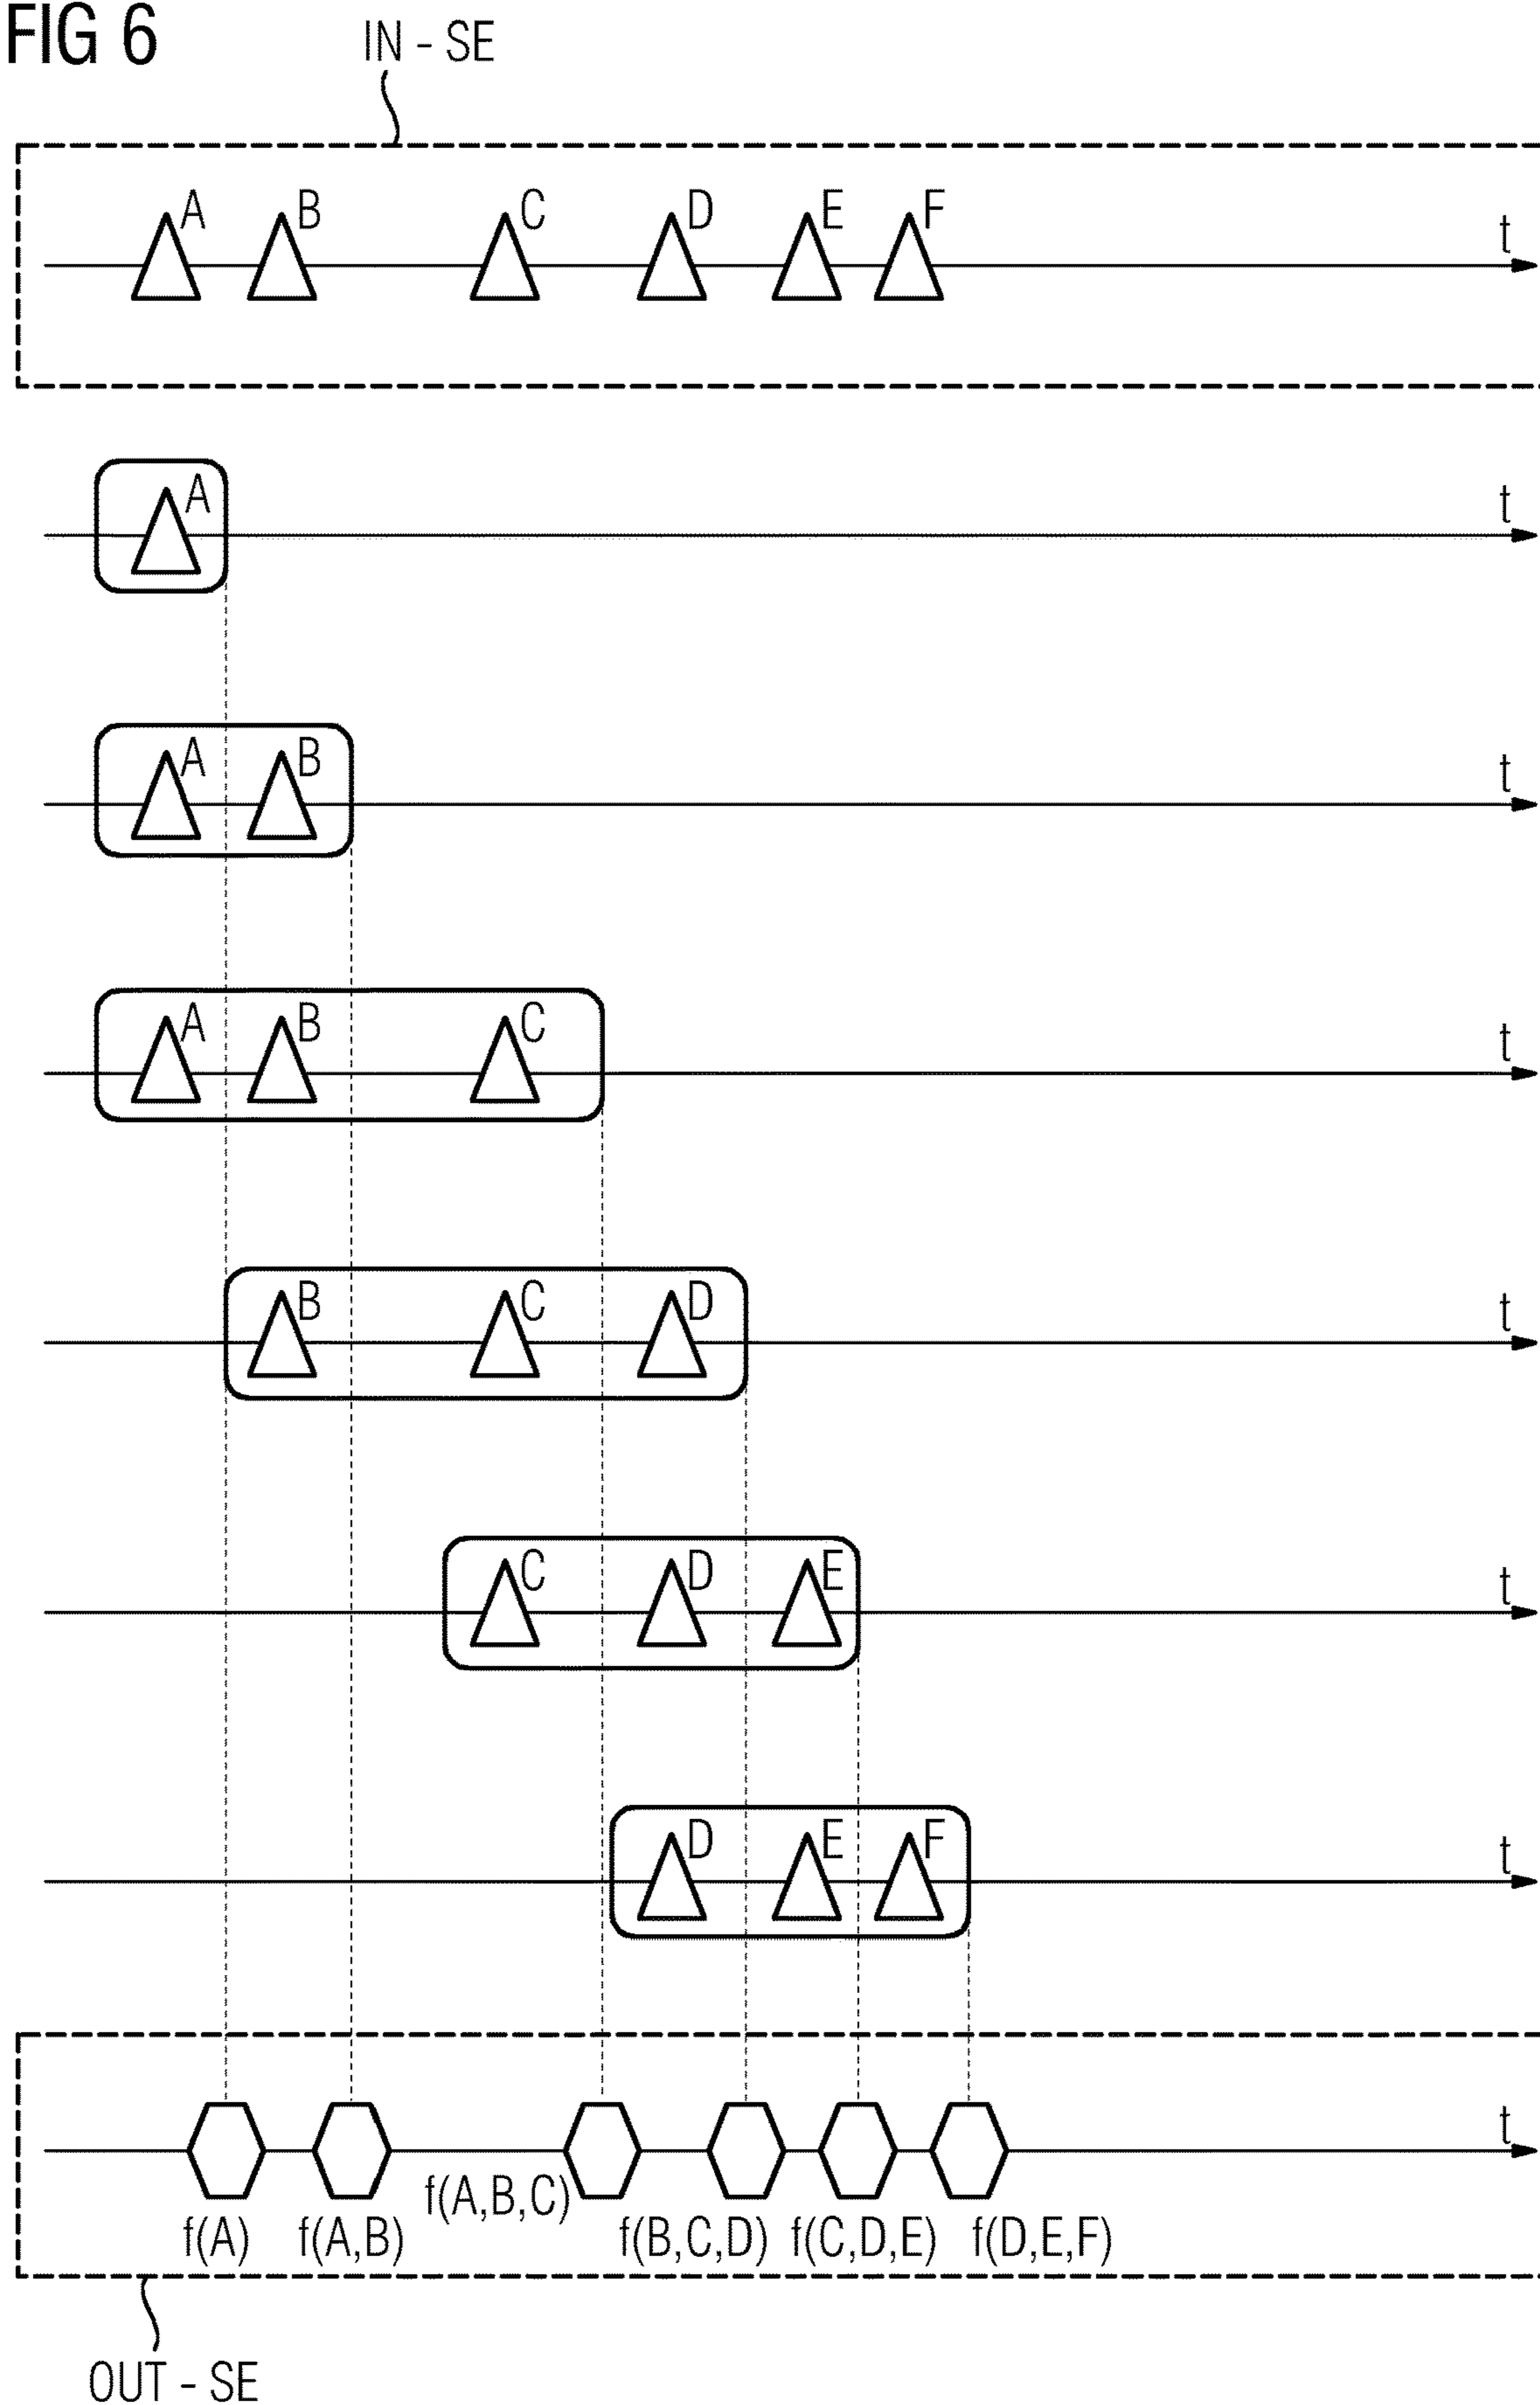 FIG 6
IN - SE
A B C D E F t
A t
A B t
A B C t
B C D t
C D E t
D E F t
t
f(A) f(A,B) f(A,B,C) f(B,C,D) f(C,D,E) f(D,E,F)
OUT - SE